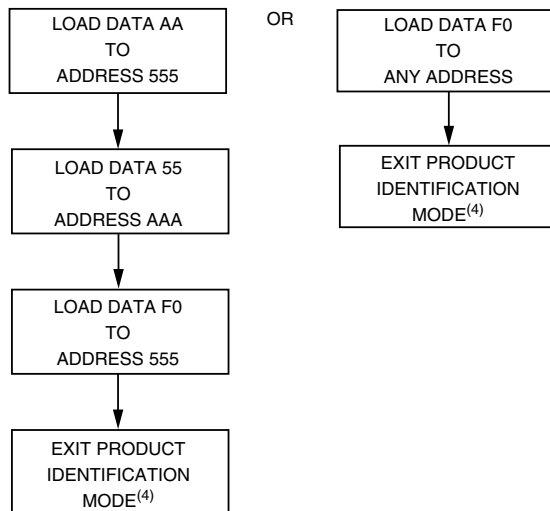 LOAD DATA AA
TO
ADDRESS 555
LOAD DATA 55
TO
ADDRESS AAA
LOAD DATA F0
TO
ADDRESS 555
EXIT PRODUCT
IDENTIFICATION
MODE(4)
OR
LOAD DATA F0
TO
ANY ADDRESS
EXIT PRODUCT
IDENTIFICATION
MODE(4)